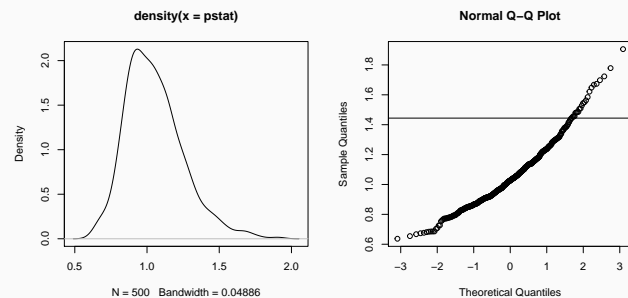 density(x = pstat)
Density
0.0 0.5 1.0 1.5 2.0
0.5 1.0 1.5 2.0
N = 500 Bandwidth = 0.04886
Normal Q−Q Plot
Sample Quantiles
0.6 0.8 1.0 1.2 1.4 1.6 1.8
−3 −2 −1 0 1 2 3
Theoretical Quantiles